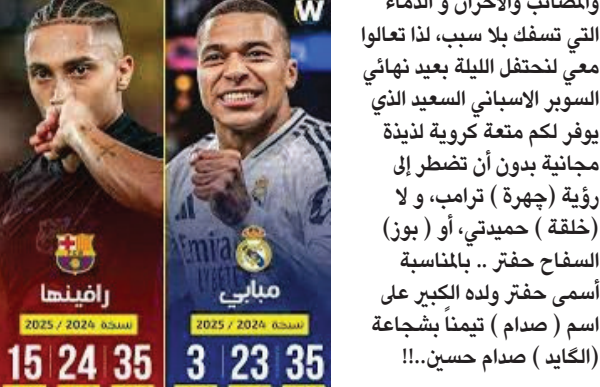 والمصائب والأحزان و الدماء
التي تسفك بلا سبب، لذا تعالوا
معي لنحتفل الليلة بعيد نهائي
السوبر الاسباني السعيد الذي
يوفر لكم متعة كروية لذيذة
مجانية بدون أن تضطر إلى
رؤية (چهرة ) ترامب، و لا
(خلقة ) حميدتي، أو ( بوز)
السفاح حفتر .. بالمناسبة
أسمى حفتر ولده الكبير على
اسم ( صدام ) تيمناً بشجاعة
(الگايد ) صدام حسين..!!
W
مبابي
نسخة 2024 / 2025
3 23 35
رافينها
نسخة 2024 / 2025
15 24 35